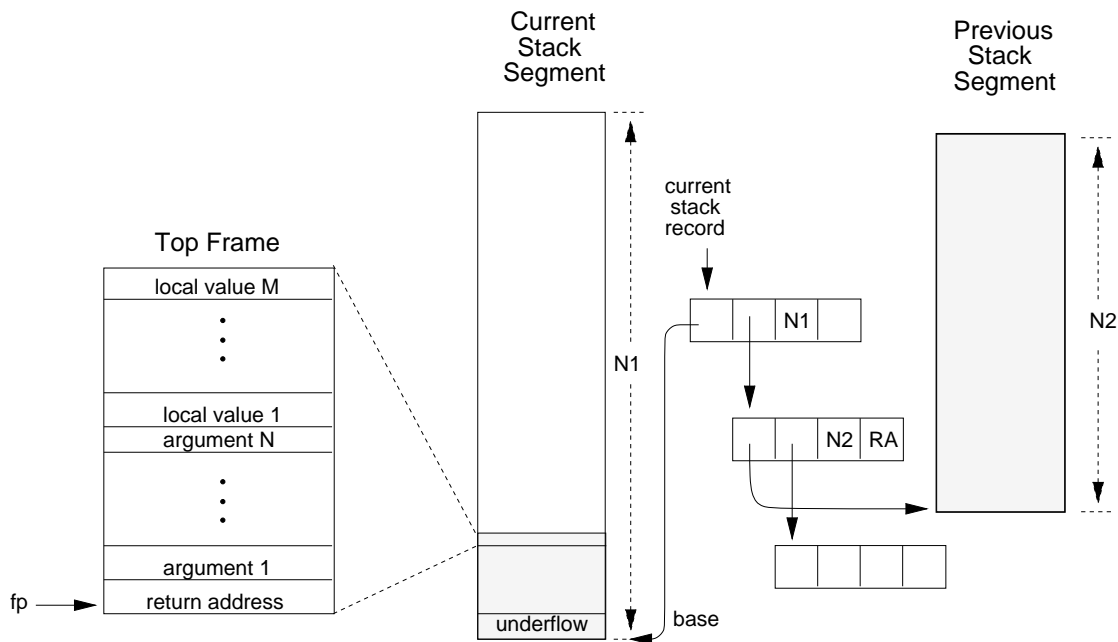 Current
Stack
Segment
Previous
Stack
Segment
current
stack
record
Top Frame
local value M
local value 1
argument N
argument 1
return address
fp
underflow
N1
base
N1
N2
RA
N2